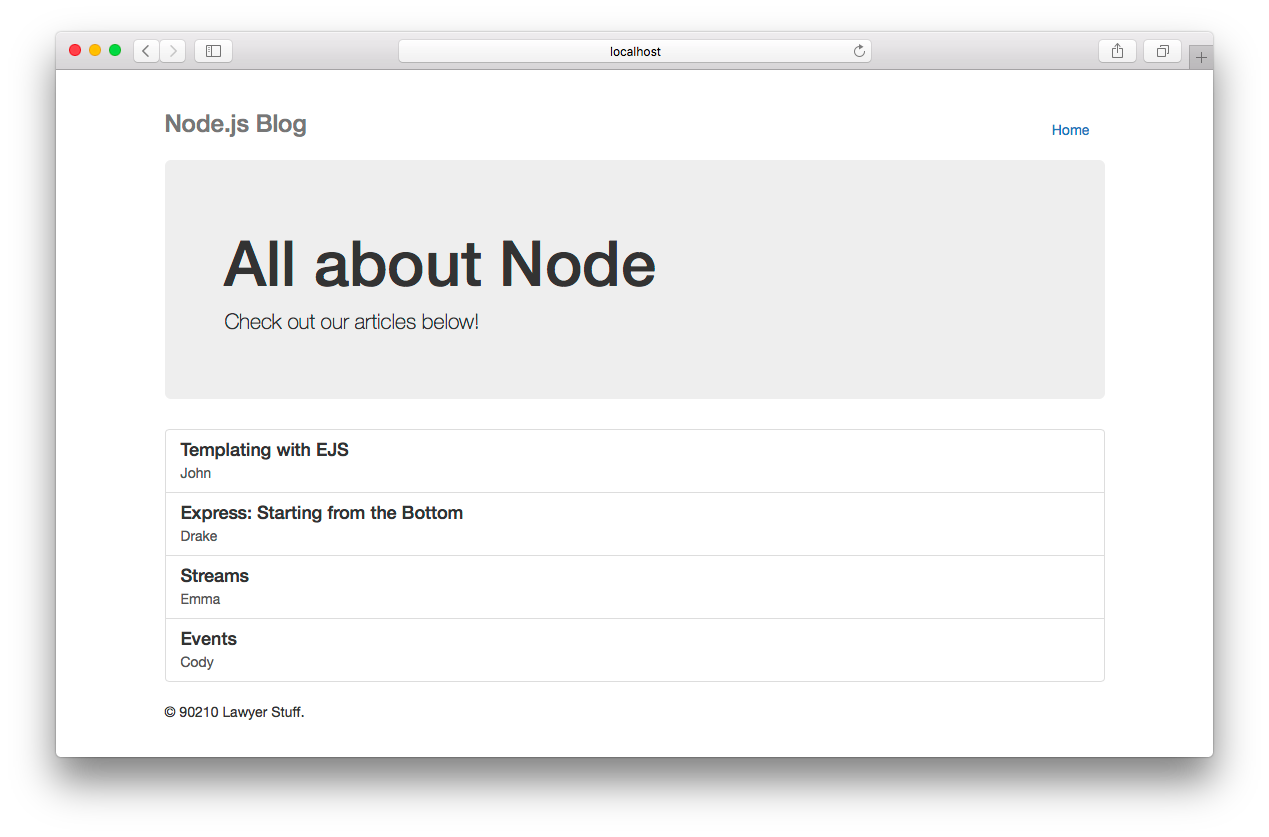 localhost
Node.js Blog
Home
All about Node
Check out our articles below!
Templating with EJS
John
Express: Starting from the Bottom
Drake
Streams
Emma
Events
Cody
© 90210 Lawyer Stuff.